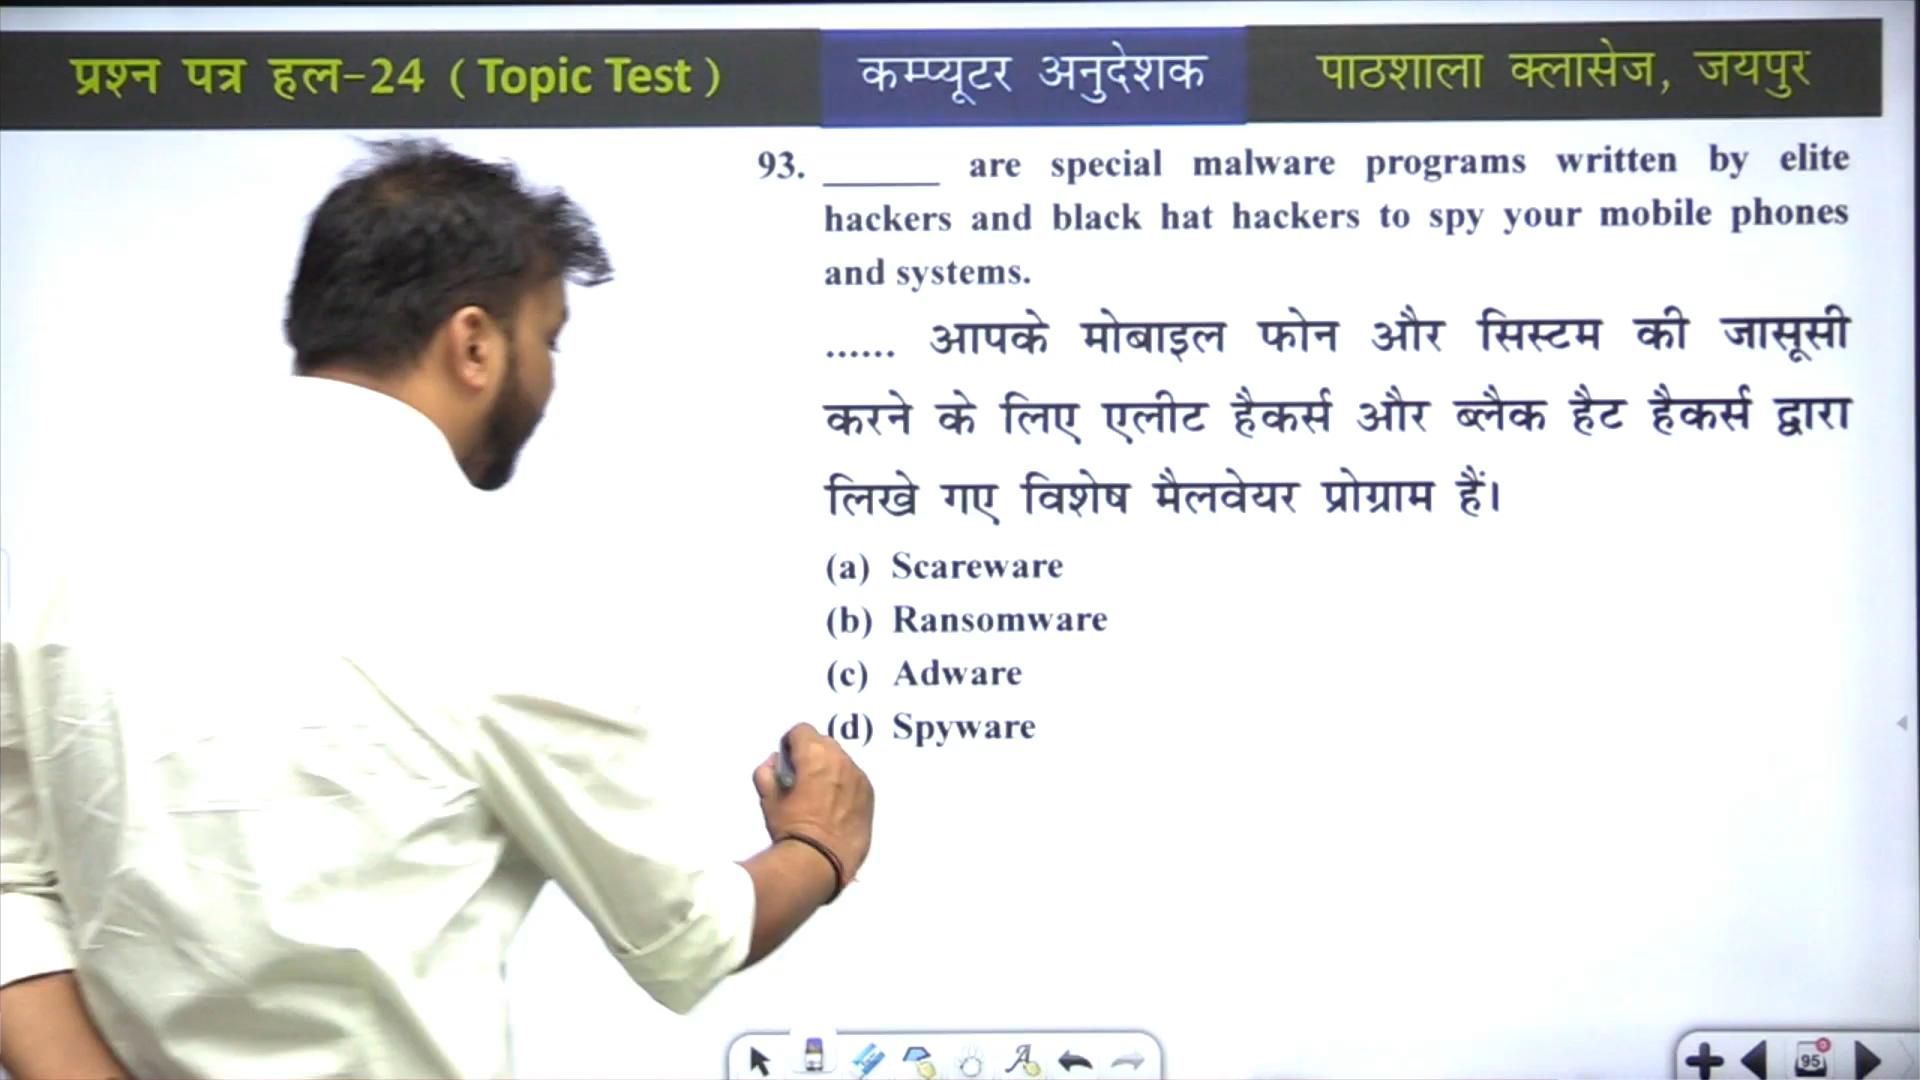 प्रश्न पत्र हल-24 ( Topic Test ) कम्प्यूटर अनुदेशक पाठशाला क्लासेज, जयपुर
93. ______ are special malware programs written by elite
hackers and black hat hackers to spy your mobile phones
and systems.
...... आपके मोबाइल फोन और सिस्टम की जासूसी
करने के लिए एलीट हैकर्स और ब्लैक हैट हैकर्स द्वारा
लिखे गए विशेष मैलवेयर प्रोग्राम हैं।
(a) Scareware
(b) Ransomware
(c) Adware
(d) Spyware
95